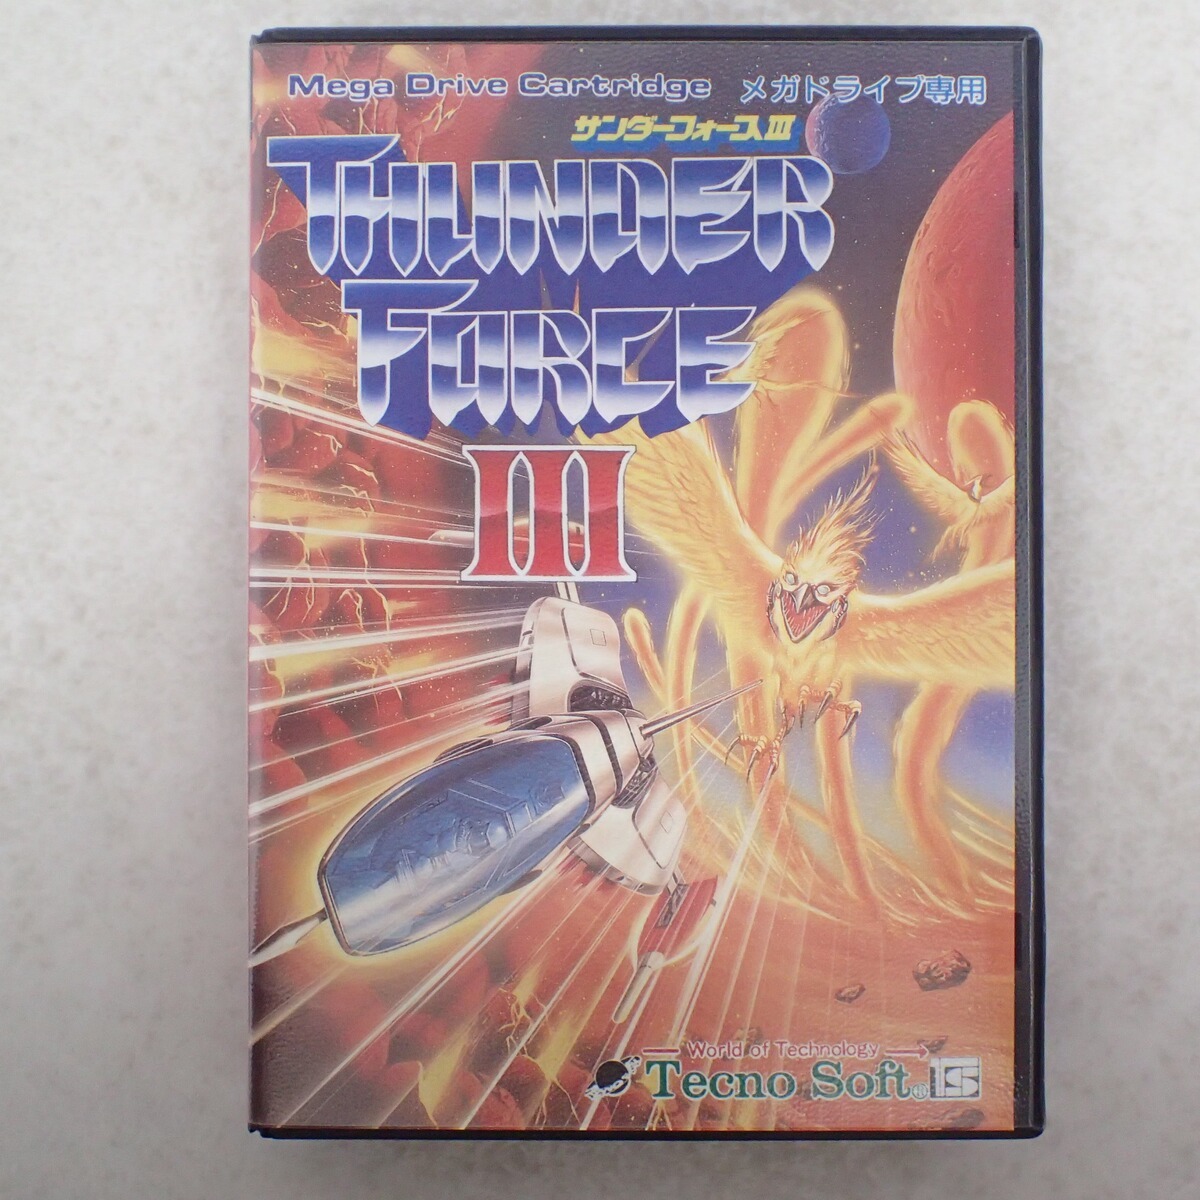 Mega Drive Cartridge メガドライブ専用
サンダーフォースIII
THUNDER
FORCE
III
World of Technology
Tecno Soft®